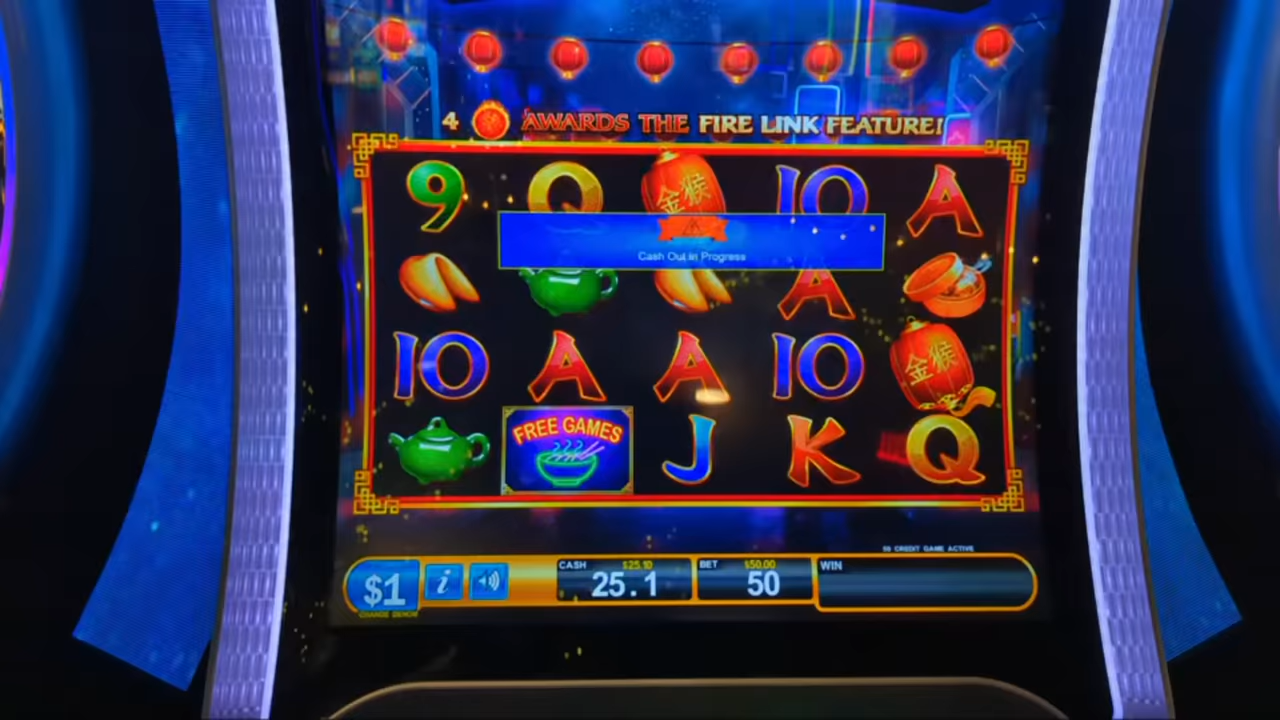 4 AWARDS THE FIRE LINK FEATURE!
9 Q 金猴 10 A
Cash Out in Progress
A
10 A A 10 金猴
FREE GAMES J K Q
50 CREDIT GAME ACTIVE
$1 i CASH $25.10 BET $50.00 WIN
25.1 50
CHANGE DENOM